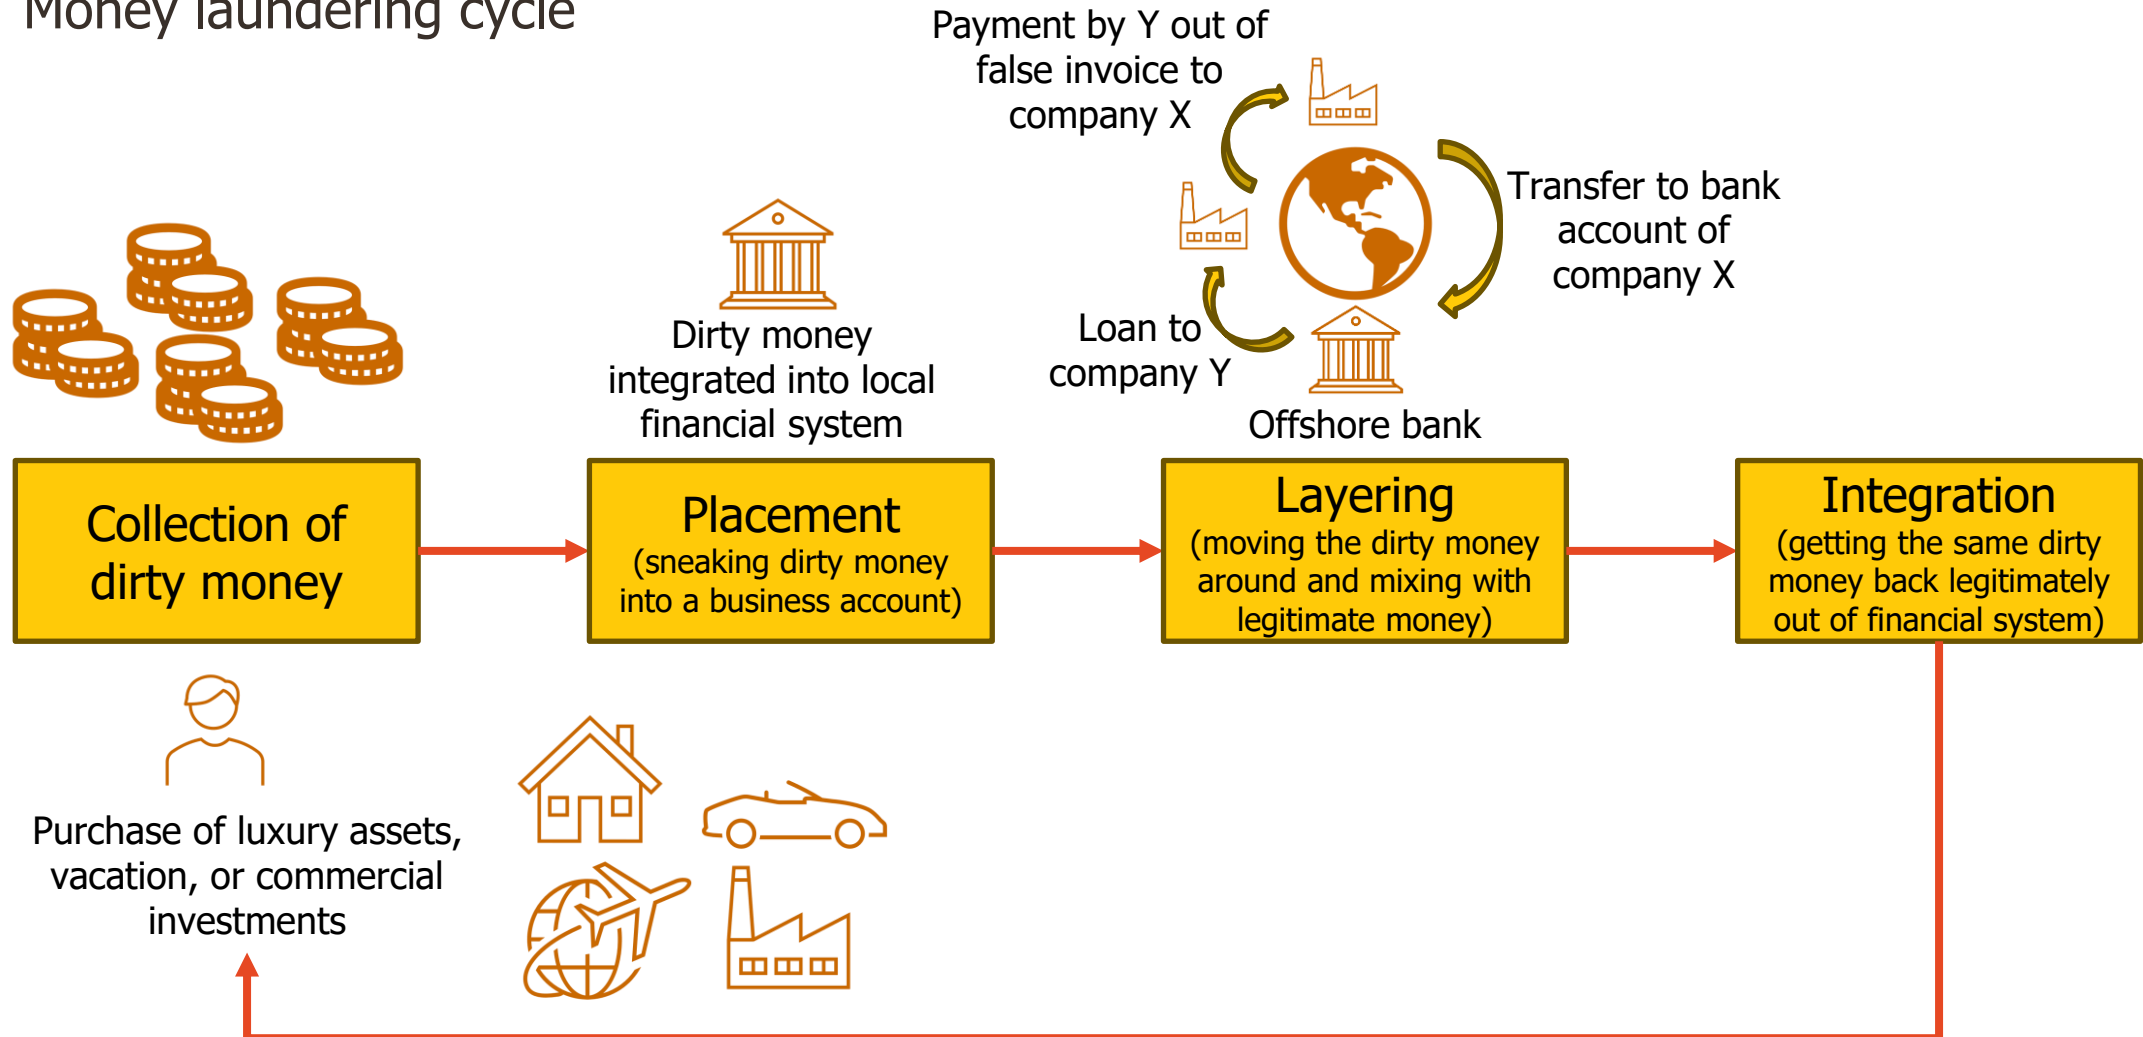 Money laundering cycle
Payment by Y out of
false invoice to
company X
Transfer to bank
account of
company X
Loan to
company Y
Offshore bank
Dirty money
integrated into local
financial system
Collection of
dirty money
Placement
(sneaking dirty money
into a business account)
Layering
(moving the dirty money
around and mixing with
legitimate money)
Integration
(getting the same dirty
money back legitimately
out of financial system)
Purchase of luxury assets,
vacation, or commercial
investments